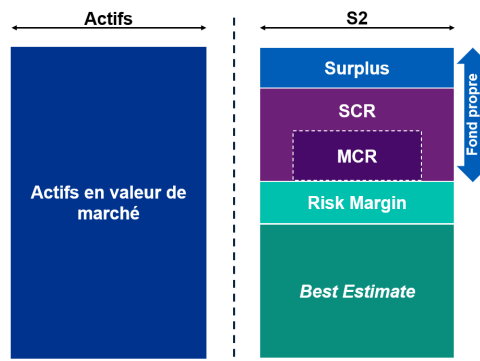 Actifs
S2
Actifs en valeur de
marché
Surplus
SCR
MCR
Risk Margin
Best Estimate
Fond propre